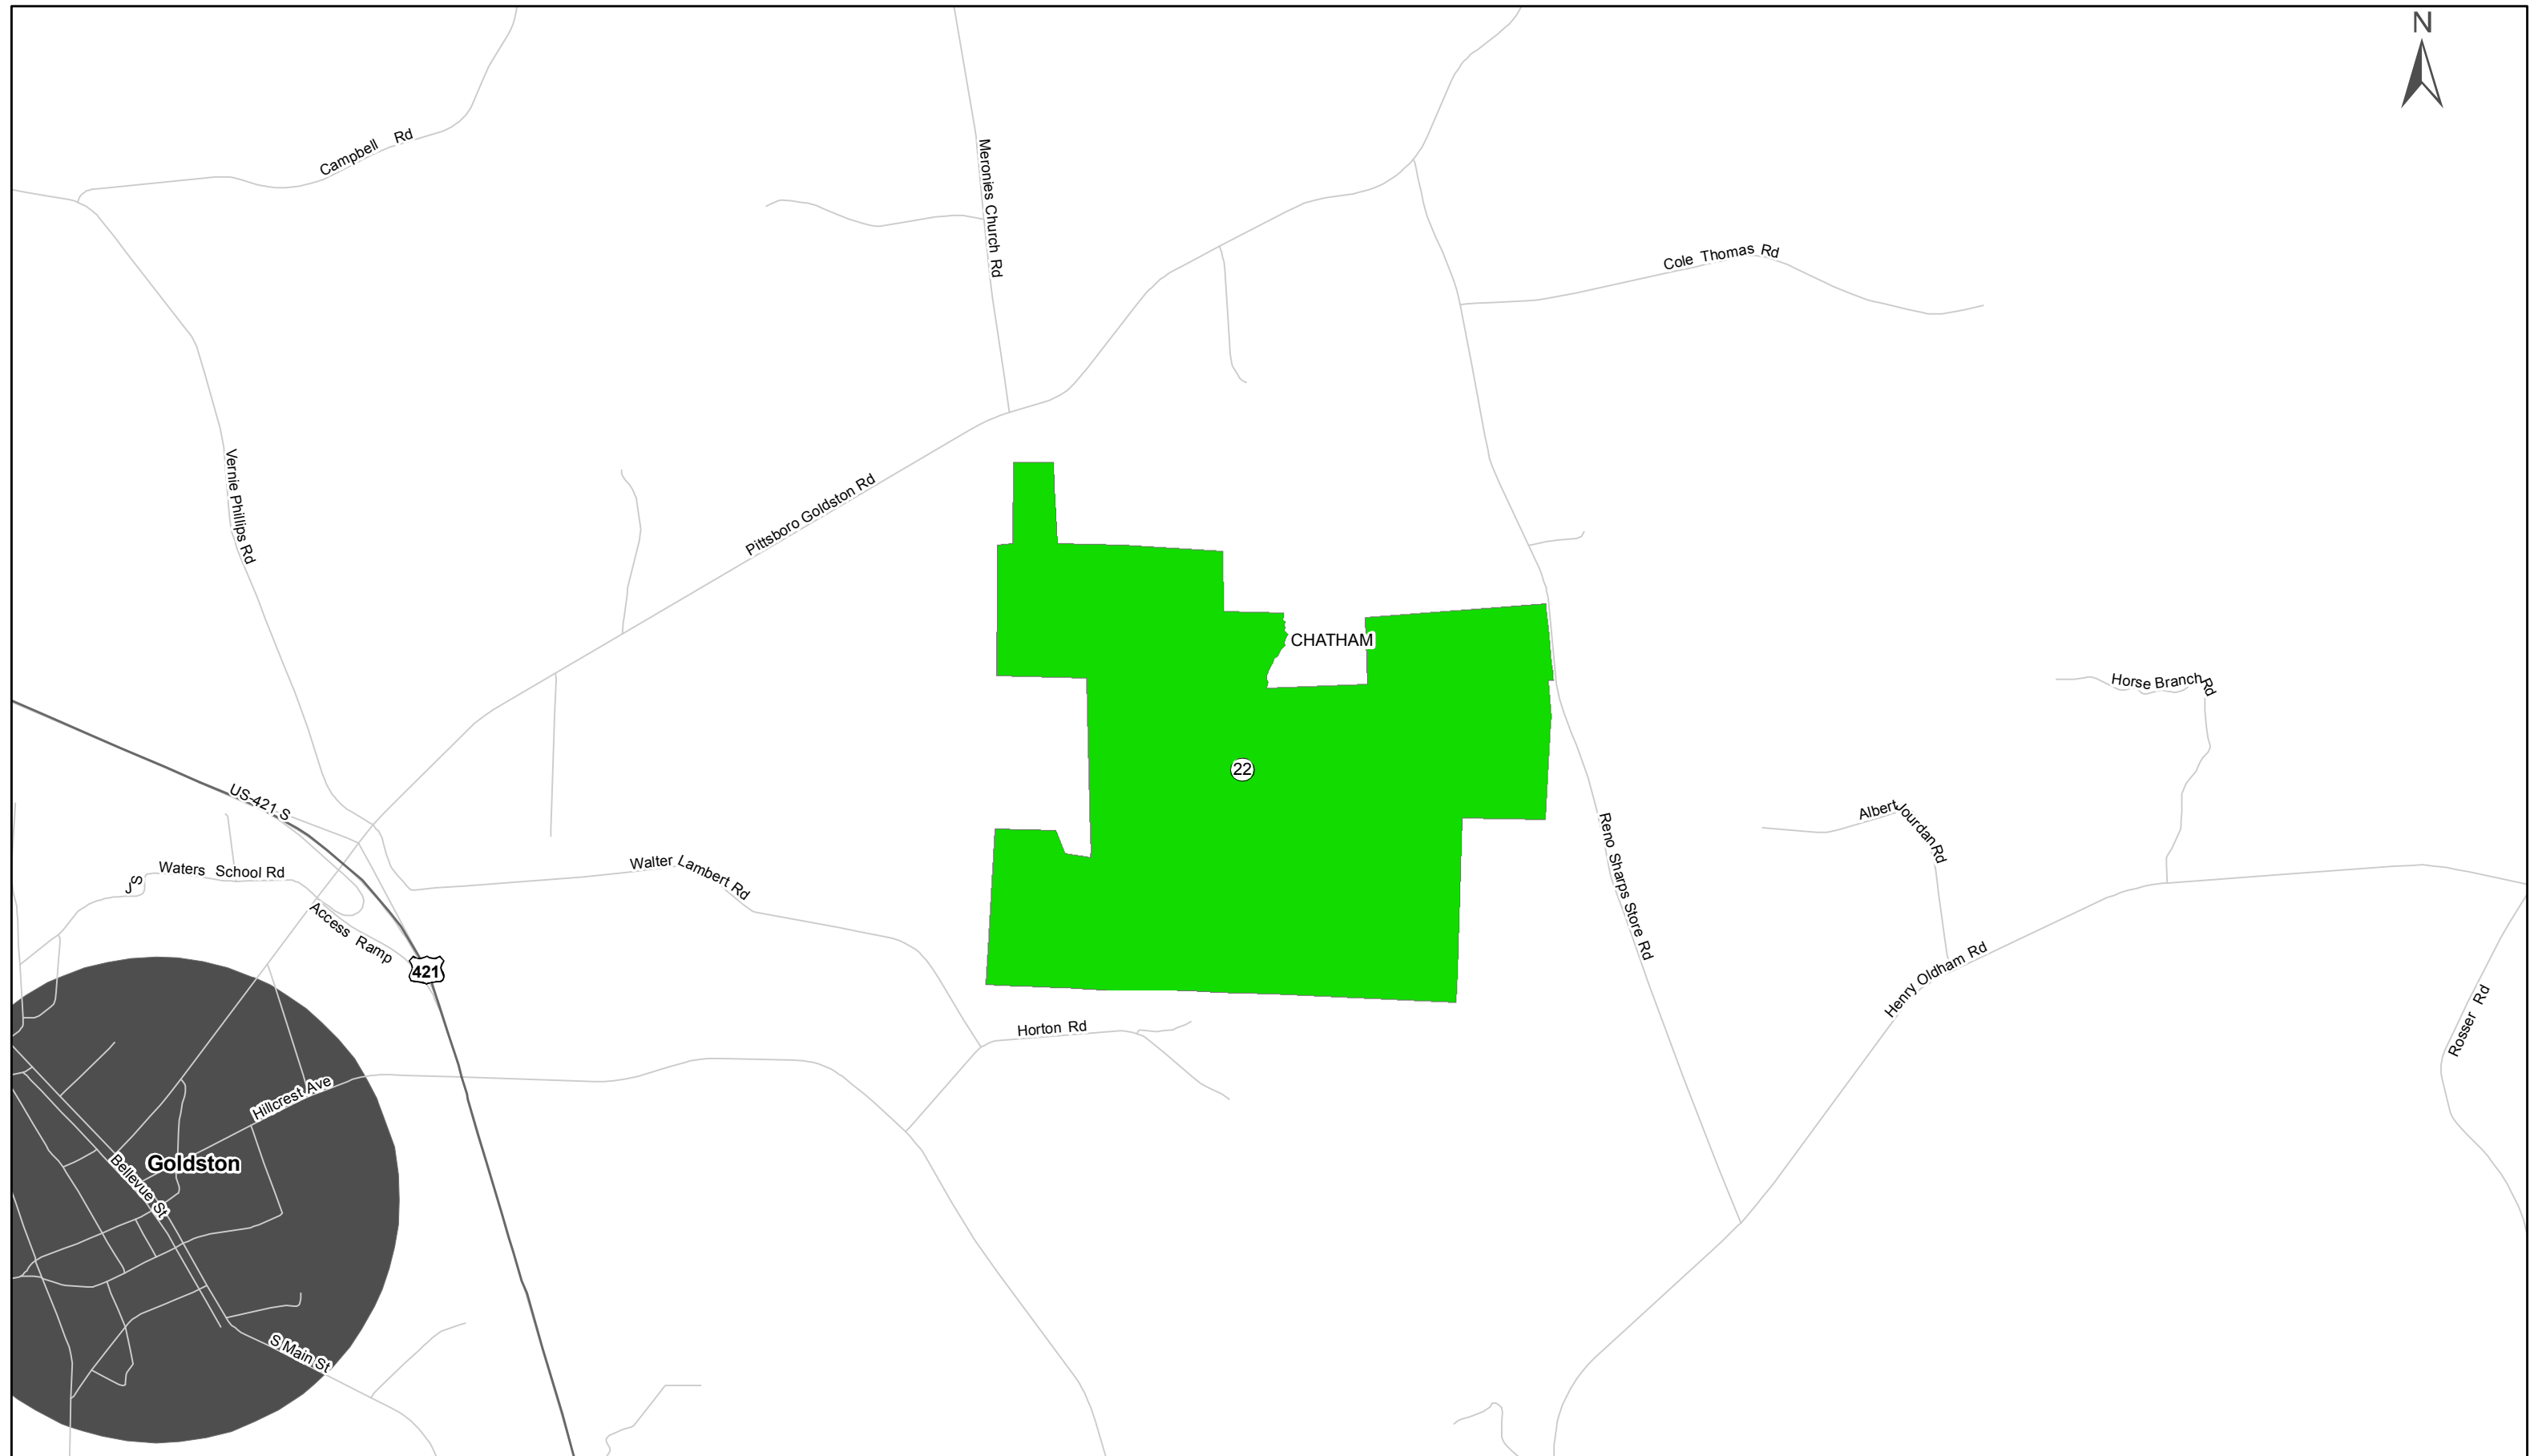 N
Campbell Rd
Meronies Church Rd
Cole Thomas Rd
Vernie Phillips Rd
Pittsboro Goldston Rd
CHATHAM
Horse Branch Rd
22
US-421 S
Albert Jourdan Rd
Reno Sharps Store Rd
Walter Lambert Rd
J S Waters School Rd
Access Ramp
421
Henry Oldham Rd
Rosser Rd
Horton Rd
Hillcrest Ave
Goldston
Bellevue St
S Main St